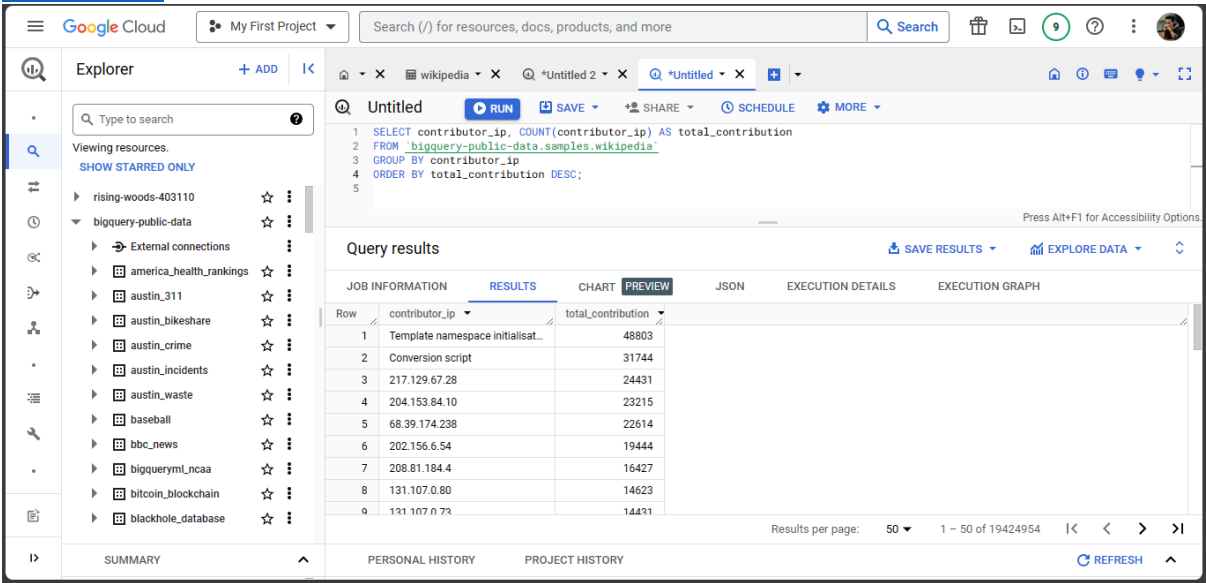 Google Cloud
My First Project
Search (/) for resources, docs, products, and more
Search
9
Explorer
+ ADD
wikipedia
*Untitled 2
*Untitled
Type to search
Viewing resources.
SHOW STARRED ONLY
rising-woods-403110
bigquery-public-data
External connections
america_health_rankings
austin_311
austin_bikeshare
austin_crime
austin_incidents
austin_waste
baseball
bbc_news
bigqueryml_ncaa
bitcoin_blockchain
blackhole_database
SUMMARY
Untitled
RUN
SAVE
SHARE
SCHEDULE
MORE
1 SELECT contributor_ip, COUNT(contributor_ip) AS total_contribution
2 FROM `bigquery-public-data.samples.wikipedia`
3 GROUP BY contributor_ip
4 ORDER BY total_contribution DESC;
5
Press Alt+F1 for Accessibility Options.
Query results
SAVE RESULTS
EXPLORE DATA
JOB INFORMATION
RESULTS
CHART PREVIEW
JSON
EXECUTION DETAILS
EXECUTION GRAPH
Row contributor_ip total_contribution
1 Template namespace initialisat... 48803
2 Conversion script 31744
3 217.129.67.28 24431
4 204.153.84.10 23215
5 68.39.174.238 22614
6 202.156.6.54 19444
7 208.81.184.4 16427
8 131.107.0.80 14623
9 131.107.0.73 14431
Results per page: 50 1 – 50 of 19424954
PERSONAL HISTORY
PROJECT HISTORY
REFRESH